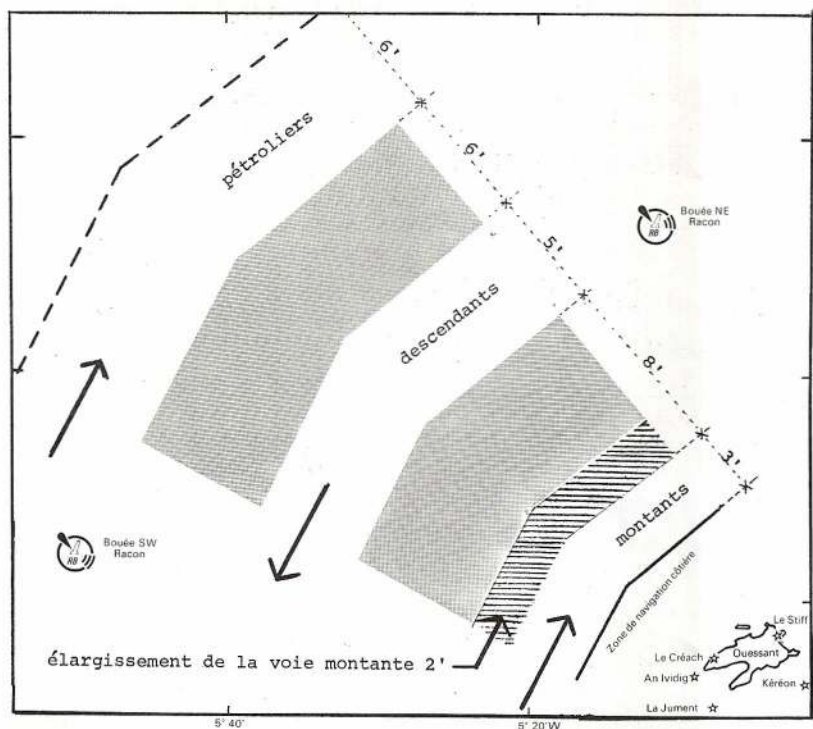 6'
pétroliers
6'
Bouée NE
Racon
RB
5'
descendants
8'
3'
montants
Bouée SW
Racon
RB
Zone de navigation côtière
Le Stiff
Ouessant
Le Créach
An Ividig
Kéréon
La Jument
élargissement de la voie montante 2'
5° 40'
5° 20'W